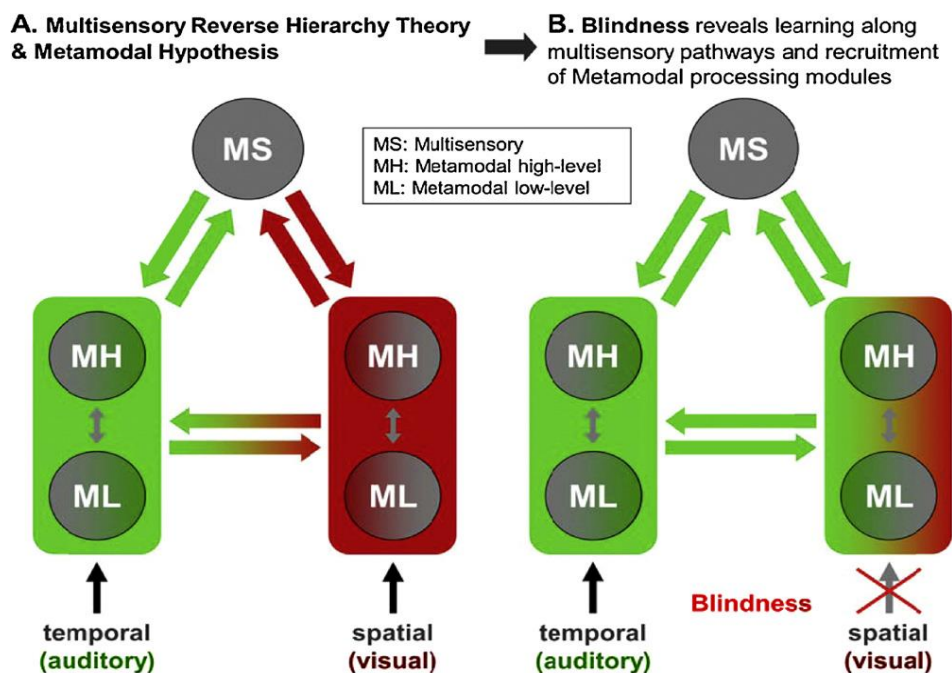 A. Multisensory Reverse Hierarchy Theory
& Metamodal Hypothesis
B. Blindness reveals learning along
multisensory pathways and recruitment
of Metamodal processing modules
MS
MS: Multisensory
MH: Metamodal high-level
ML: Metamodal low-level
MS
MH
MH
MH
MH
ML
ML
ML
ML
temporal
(auditory)
spatial
(visual)
Blindness
temporal
(auditory)
spatial
(visual)